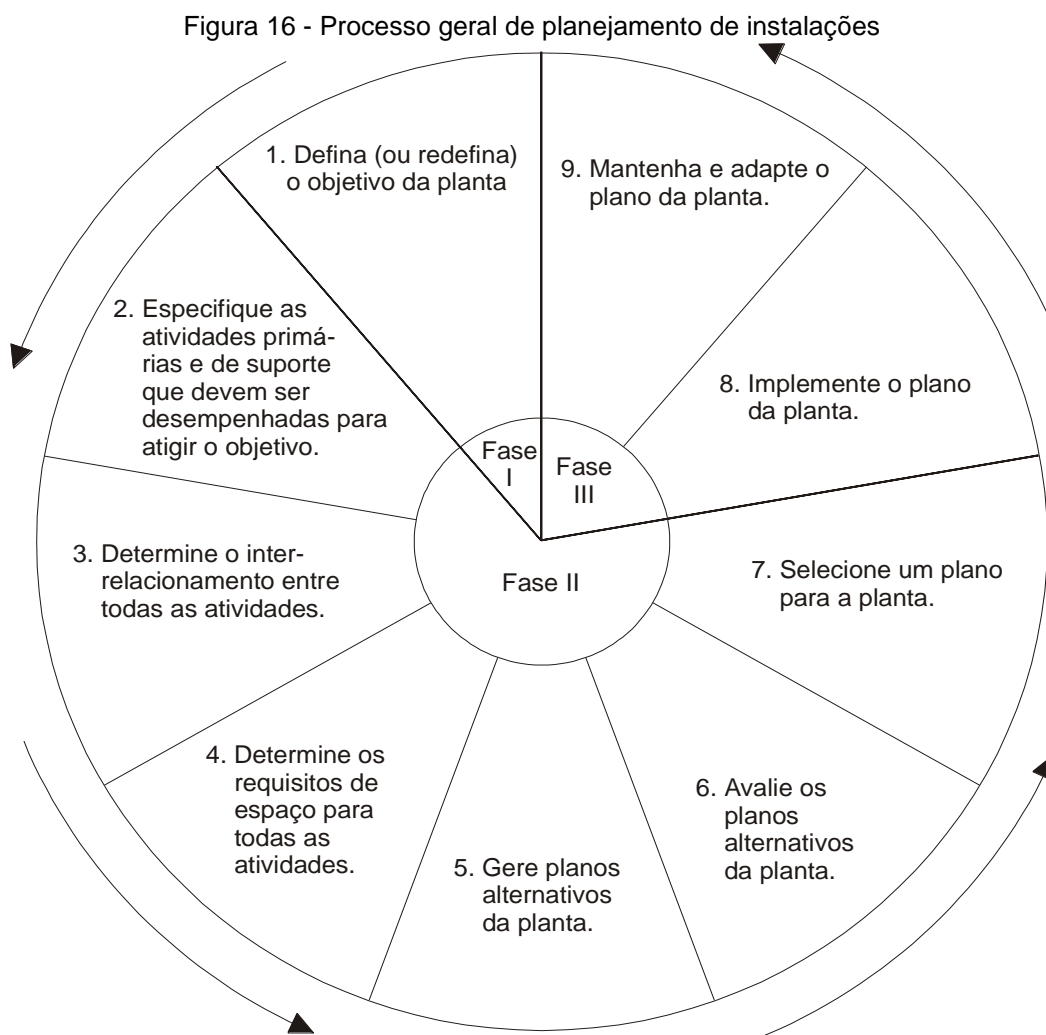 Figura 16 - Processo geral de planejamento de instalações
1. Defina (ou redefina)
o objetivo da planta
2. Especifique as
atividades primá-
rias e de suporte
que devem ser
desempenhadas para
atigir o objetivo.
3. Determine o inter-
relacionamento entre
todas as atividades.
4. Determine os
requisitos de
espaço para
todas as
atividades.
5. Gere planos
alternativos
da planta.
6. Avalie os
planos
alternativos
da planta.
7. Selecione um plano
para a planta.
8. Implemente o plano
da planta.
9. Mantenha e adapte o
plano da planta.
Fase
I
Fase
III
Fase II